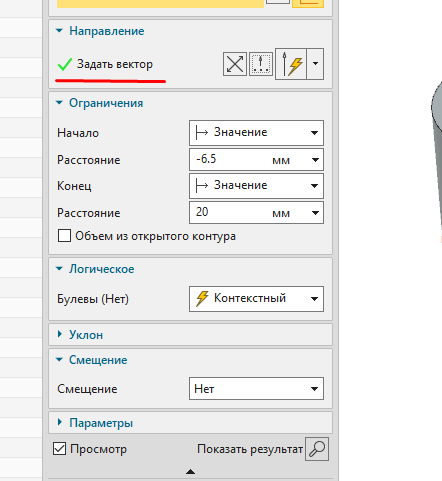 Направление
Задать вектор
Ограничения
Начало Значение
Расстояние -6.5 мм
Конец Значение
Расстояние 20 мм
Объем из открытого контура
Логическое
Булевы (Нет) Контекстный
Уклон
Смещение
Смещение Нет
Параметры
Просмотр Показать результат